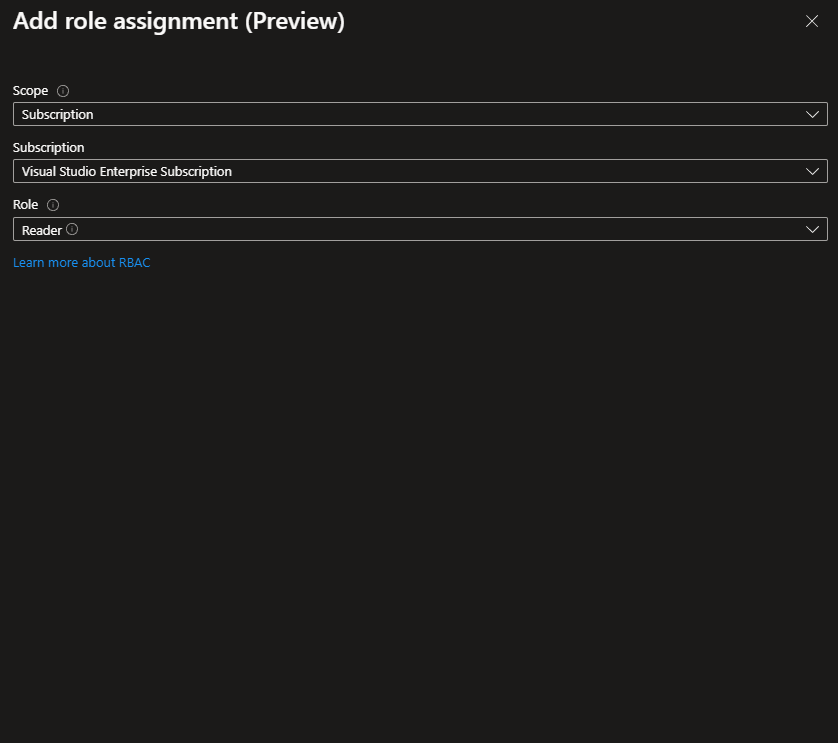 Add role assignment (Preview)
Scope
Subscription
Subscription
Visual Studio Enterprise Subscription
Role
Reader
Learn more about RBAC